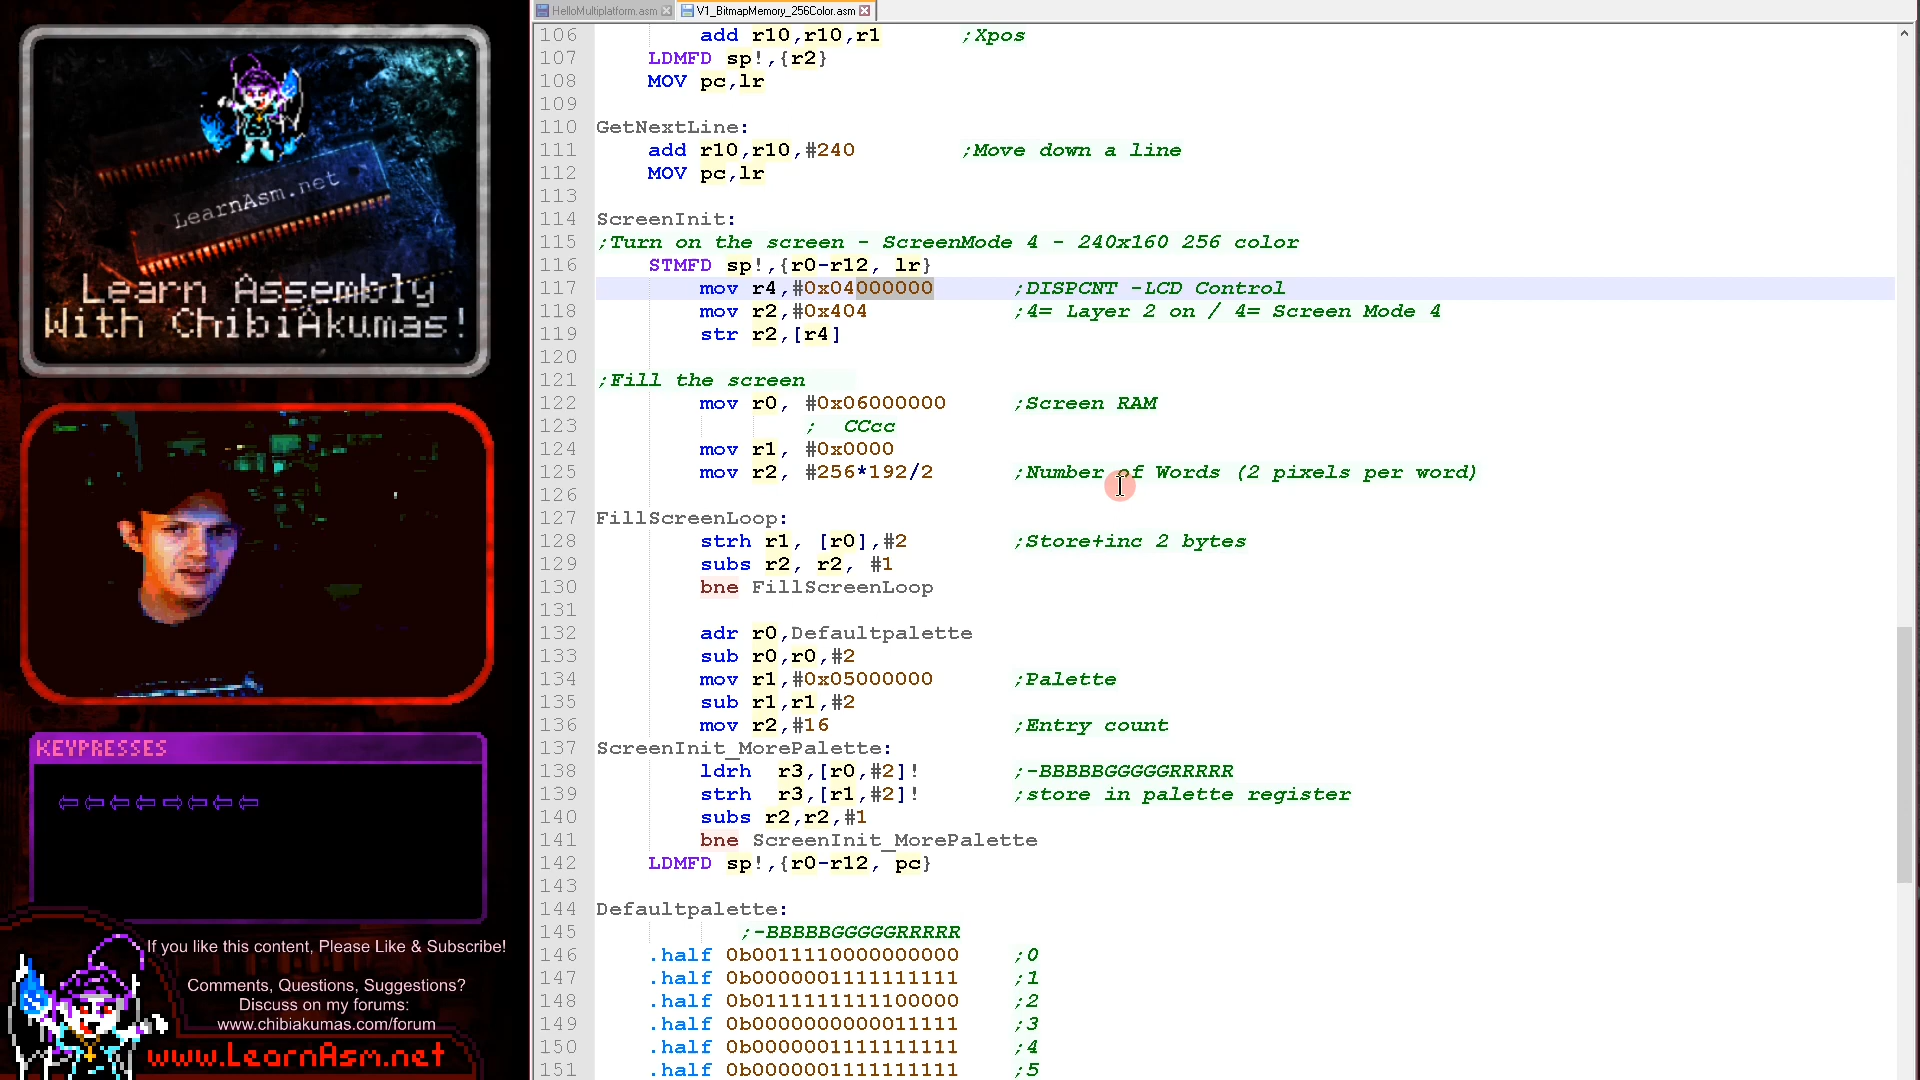 HelloMultiplatform.asm
V1_BitmapMemory_256Color.asm
106 add r10,r10,r1 ;Xpos
107 LDMFD sp!,{r2}
108 MOV pc,lr
109
110 GetNextLine:
111 add r10,r10,#240 ;Move down a line
112 MOV pc,lr
113
114 ScreenInit:
115 ;Turn on the screen - ScreenMode 4 - 240x160 256 color
116 STMFD sp!,{r0-r12, lr}
117 mov r4,#0x04000000 ;DISPCNT -LCD Control
118 mov r2,#0x404 ;4= Layer 2 on / 4= Screen Mode 4
119 str r2,[r4]
120
121 ;Fill the screen
122 mov r0, #0x06000000 ;Screen RAM
123 ; CCcc
124 mov r1, #0x0000
125 mov r2, #256*192/2 ;Number of Words (2 pixels per word)
126
127 FillScreenLoop:
128 strh r1, [r0],#2 ;Store+inc 2 bytes
129 subs r2, r2, #1
130 bne FillScreenLoop
131
132 adr r0,Defaultpalette
133 sub r0,r0,#2
134 mov r1,#0x05000000 ;Palette
135 sub r1,r1,#2
136 mov r2,#16 ;Entry count
137 ScreenInit_MorePalette:
138 ldrh r3,[r0,#2]! ;-BBBBBGGGGGRRRRR
139 strh r3,[r1,#2]! ;store in palette register
140 subs r2,r2,#1
141 bne ScreenInit_MorePalette
142 LDMFD sp!,{r0-r12, pc}
143
144 Defaultpalette:
145 ;-BBBBBGGGGGRRRRR
146 .half 0b0011110000000000 ;0
147 .half 0b0000001111111111 ;1
148 .half 0b0111111111100000 ;2
149 .half 0b0000000000011111 ;3
150 .half 0b0000001111111111 ;4
151 .half 0b0000001111111111 ;5
LearnAsm.net
Learn Assembly
With ChibiAkumas!
KEYPRESSES
⇦⇦⇦⇦⇨⇦⇦⇦
If you like this content, Please Like & Subscribe!
Comments, Questions, Suggestions?
Discuss on my forums:
www.chibiakumas.com/forum
www.LearnAsm.net